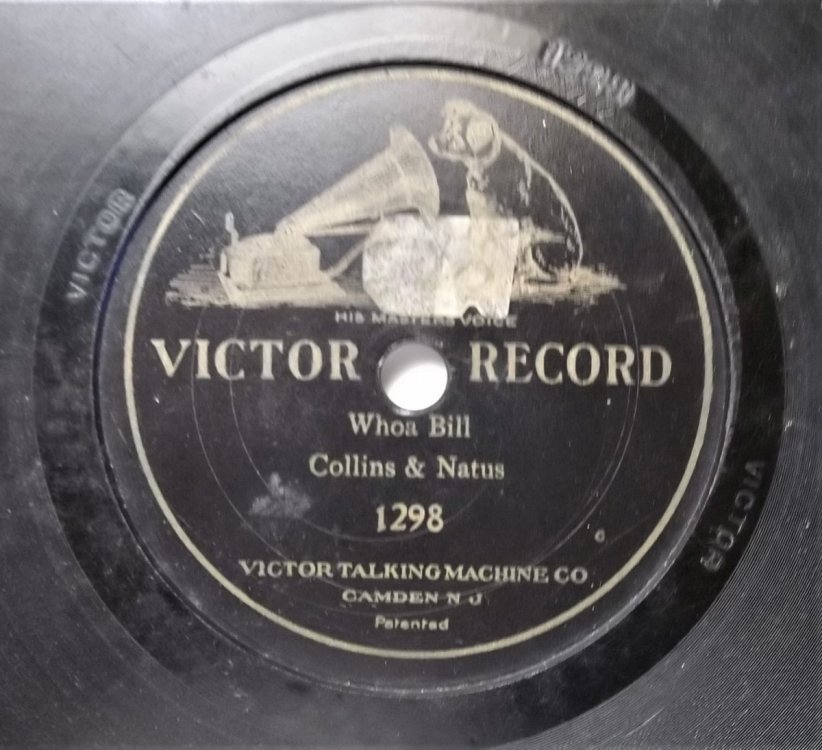 HIS MASTERS VOICE
VICTOR RECORD
Whoa Bill
Collins & Natus
1298
VICTOR TALKING MACHINE CO
CAMDEN N J
Patented
VICTOR
VICTOR